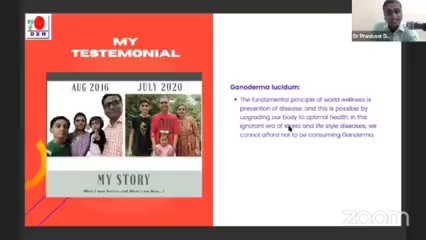 DXN
MY
TESTEMONIAL
AUG 2016
JULY 2020
MY STORY
Ganoderma lucidum:
• The fundamental principle of world wellness is
prevention of disease, and this is possible by
upgrading our body to optimal health. In this
ignorant era of stress and life style diseases, we
cannot afford not to be consuming Ganderma.
Dr Prashant
zoom